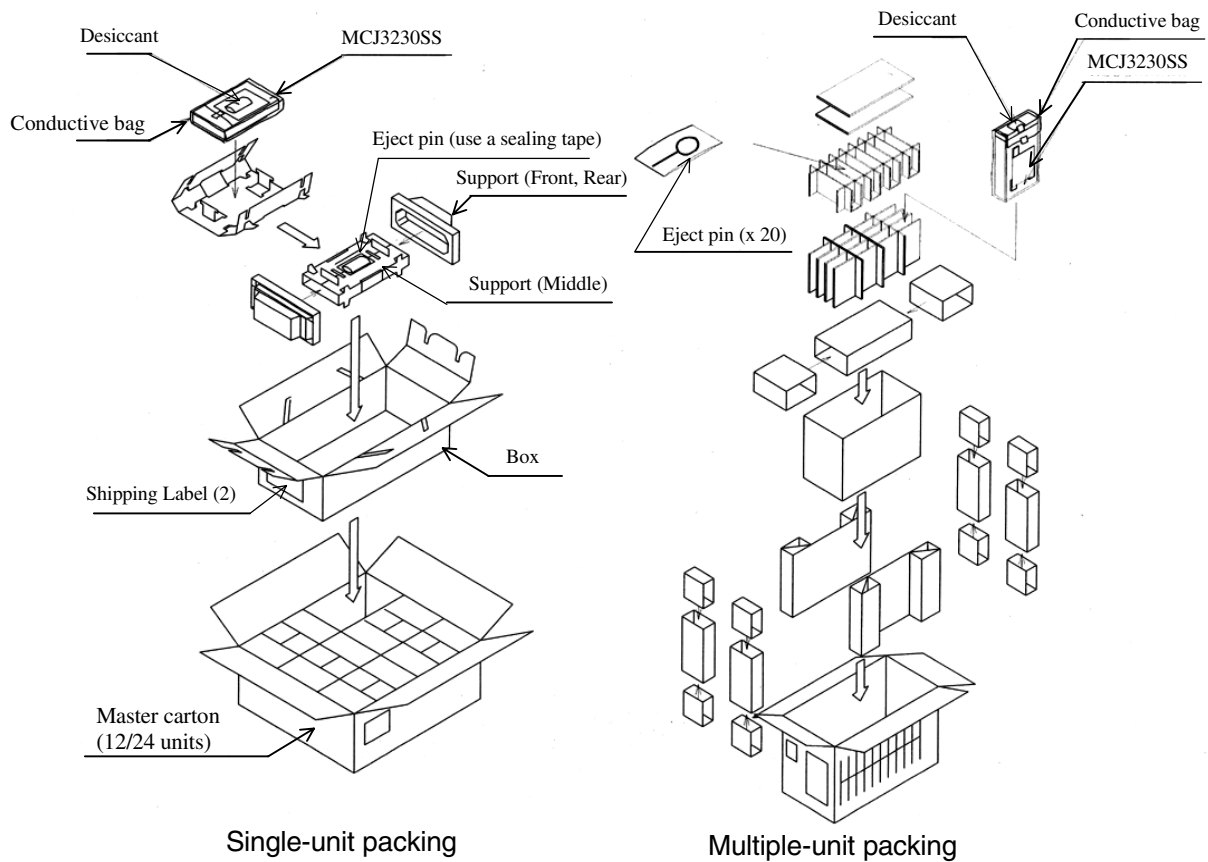 Desiccant
MCJ3230SS
Conductive bag
Eject pin (use a sealing tape)
Support (Front, Rear)
Support (Middle)
Box
Shipping Label (2)
Master carton
(12/24 units)
Single-unit packing
Desiccant
Conductive bag
MCJ3230SS
Eject pin (x 20)
Multiple-unit packing